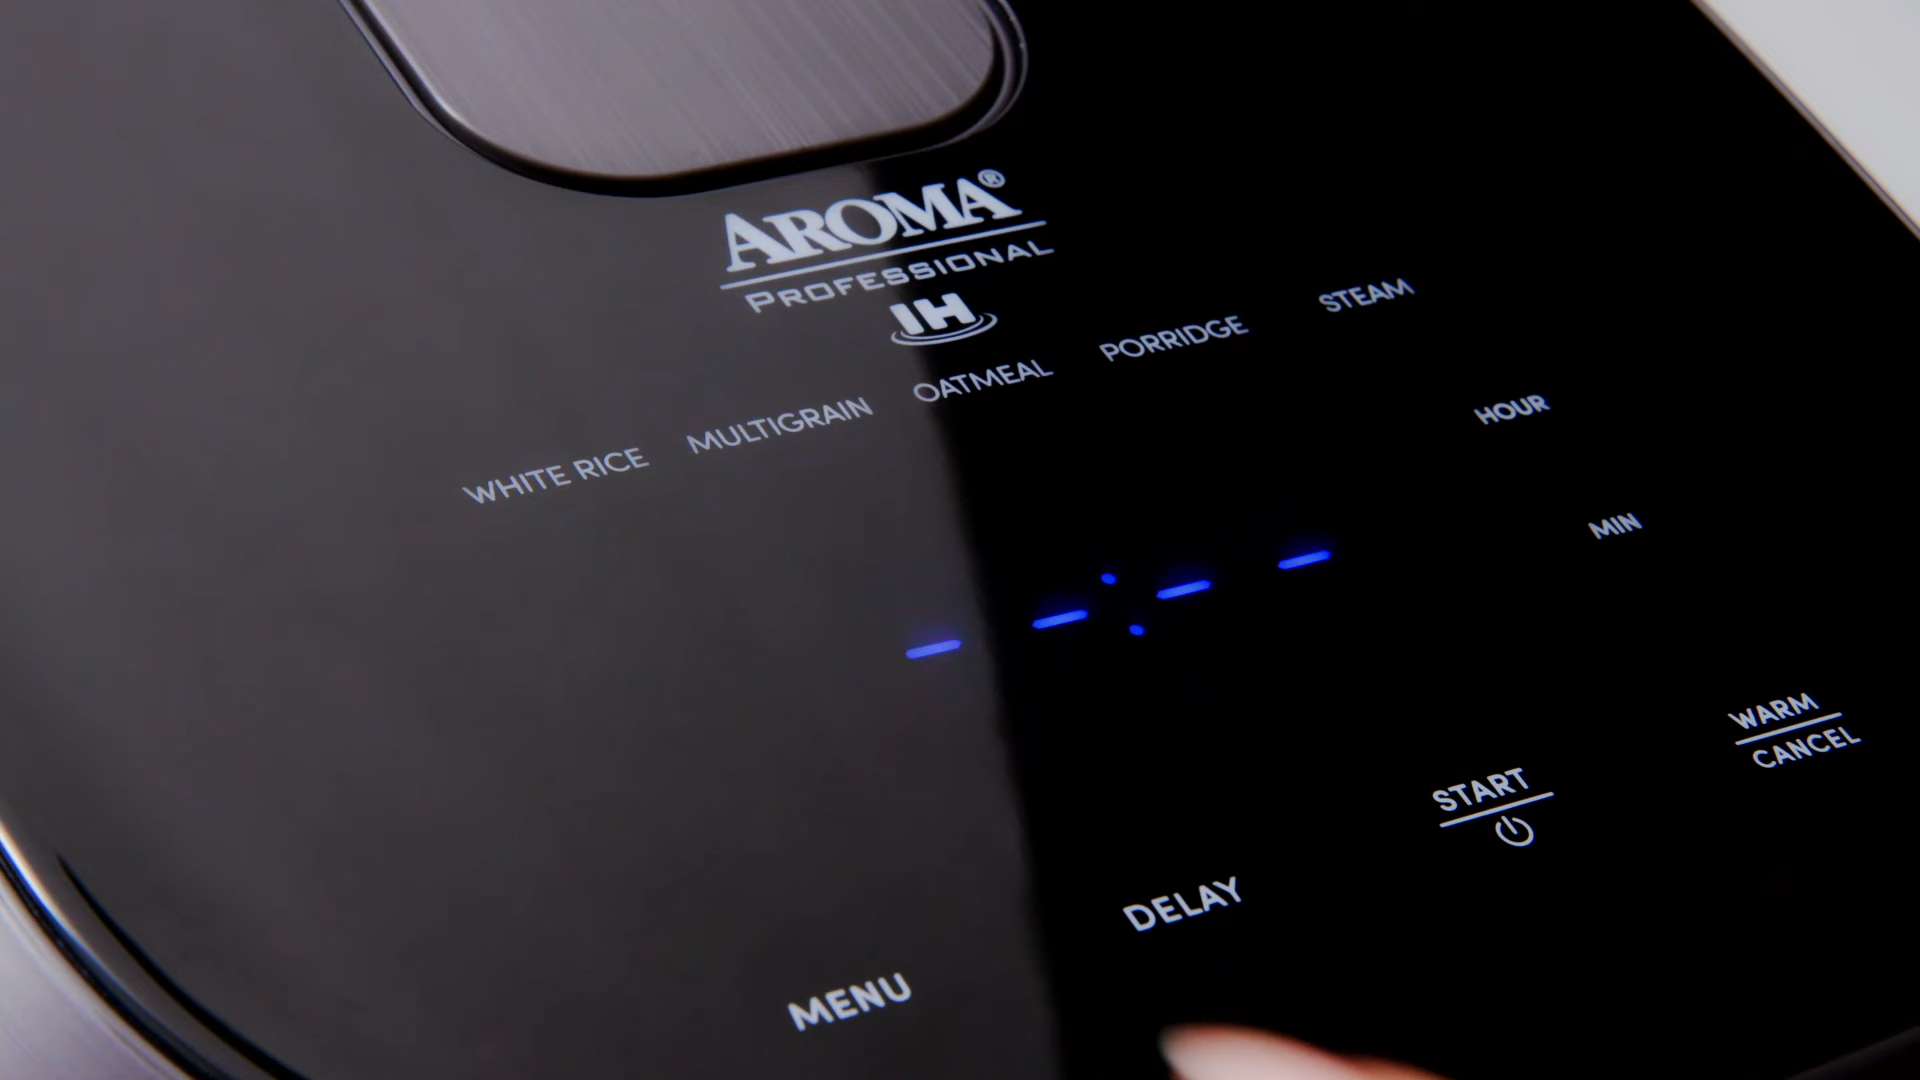 AROMA®
PROFESSIONAL
IH
WHITE RICE MULTIGRAIN OATMEAL PORRIDGE STEAM
HOUR
MIN
--:--
WARM
CANCEL
START
DELAY
MENU